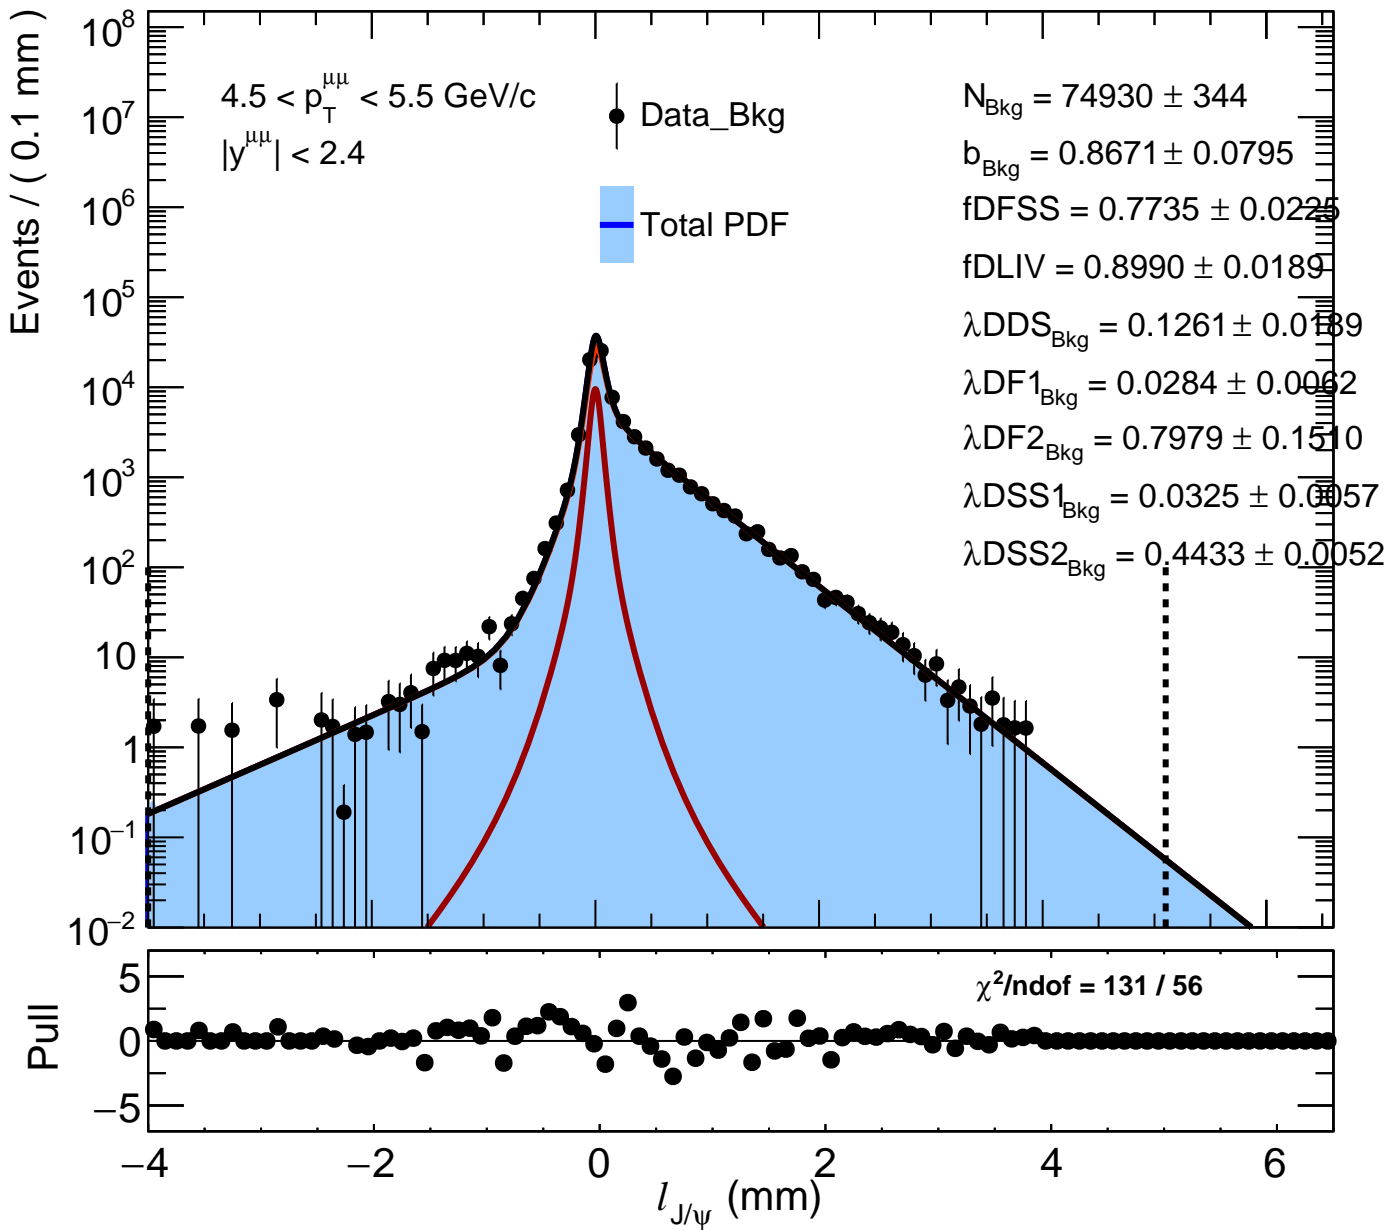 Events / ( 0.1 mm )
10^8
10^7
10^6
10^5
10^4
10^3
10^2
10
1
10^−1
10^−2
4.5 < p_T^μμ < 5.5 GeV/c
|y^μμ| < 2.4
Data_Bkg
Total PDF
N_Bkg = 74930 ± 344
b_Bkg = 0.8671 ± 0.0795
fDFSS = 0.7735 ± 0.0225
fDLIV = 0.8990 ± 0.0189
λDDS_Bkg = 0.1261 ± 0.0189
λDF1_Bkg = 0.0284 ± 0.0062
λDF2_Bkg = 0.7979 ± 0.1510
λDSS1_Bkg = 0.0325 ± 0.0057
λDSS2_Bkg = 0.4433 ± 0.0052
Pull
5
0
−5
χ²/ndof = 131 / 56
−4 −2 0 2 4 6
l_J/ψ (mm)